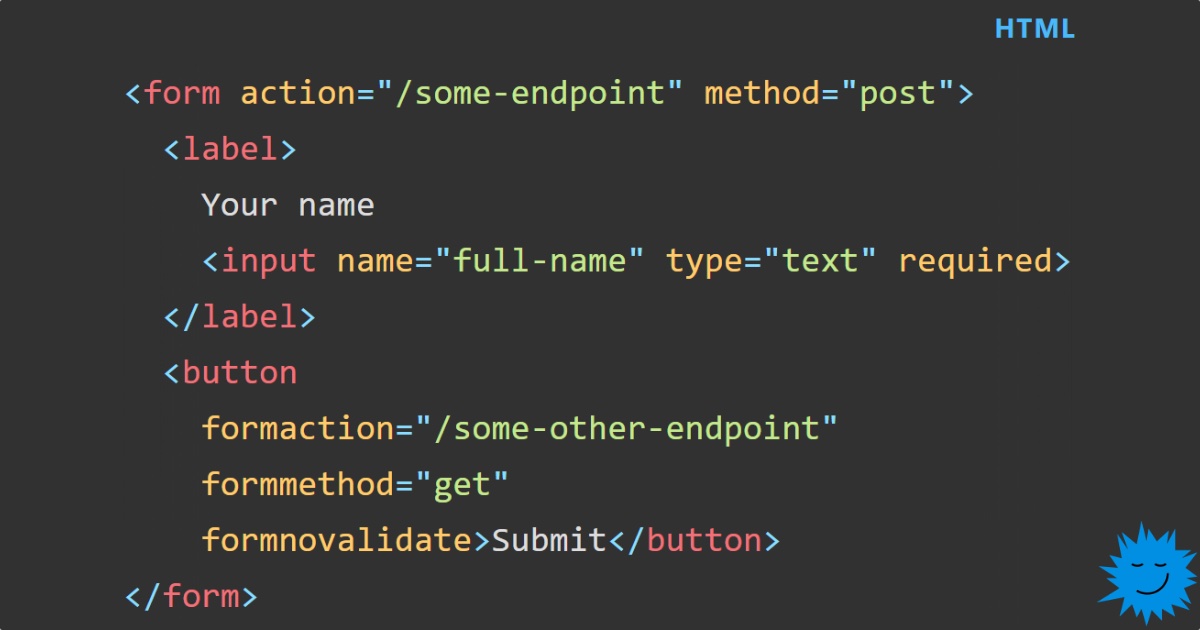 HTML
<form action="/some-endpoint" method="post">
  <label>
    Your name
    <input name="full-name" type="text" required>
  </label>
  <button
    formaction="/some-other-endpoint"
    formmethod="get"
    formnovalidate>Submit</button>
</form>